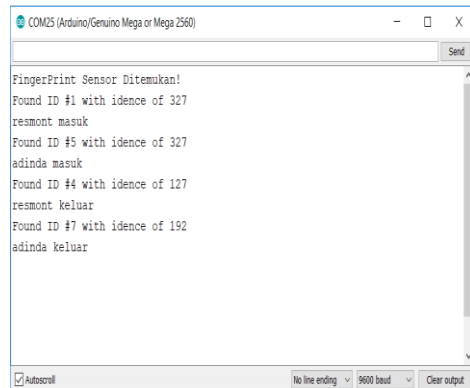 COM25 (Arduino/Genuino Mega or Mega 2560)
Send
FingerPrint Sensor Ditemukan!
Found ID #1 with idence of 327
resmont masuk
Found ID #5 with idence of 327
adinda masuk
Found ID #4 with idence of 127
resmont keluar
Found ID #7 with idence of 192
adinda keluar
Autoscroll No line ending 9600 baud Clear output